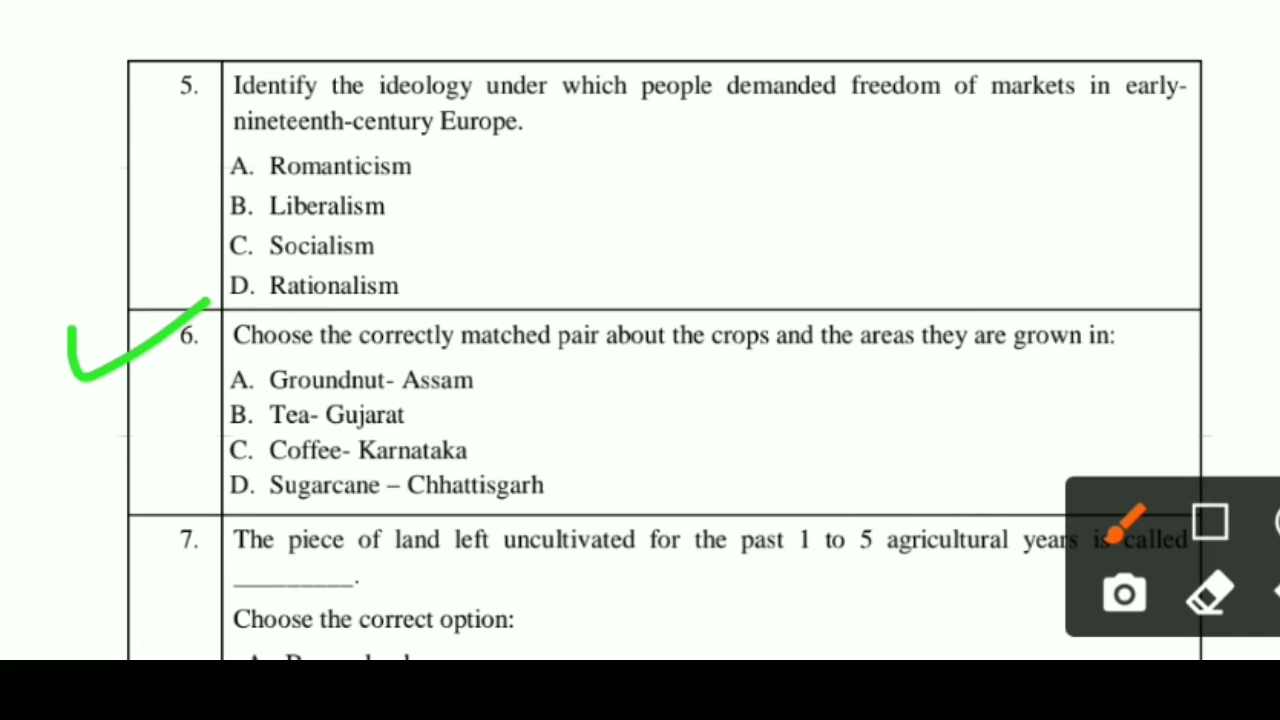 5.
Identify the ideology under which people demanded freedom of markets in early-
nineteenth-century Europe.
A. Romanticism
B. Liberalism
C. Socialism
D. Rationalism
6.
Choose the correctly matched pair about the crops and the areas they are grown in:
A. Groundnut- Assam
B. Tea- Gujarat
C. Coffee- Karnataka
D. Sugarcane – Chhattisgarh
7.
The piece of land left uncultivated for the past 1 to 5 agricultural years is called
_________.
Choose the correct option: